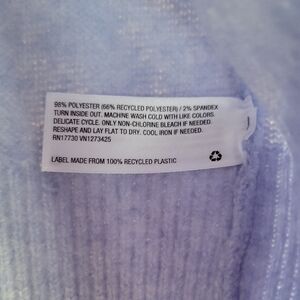 98% POLYESTER (66% RECYCLED POLYESTER) / 2% SPANDEX
TURN INSIDE OUT. MACHINE WASH COLD WITH LIKE COLORS.
DELICATE CYCLE. ONLY NON-CHLORINE BLEACH IF NEEDED.
RESHAPE AND LAY FLAT TO DRY. COOL IRON IF NEEDED.
RN17730 VN1273425
LABEL MADE FROM 100% RECYCLED PLASTIC